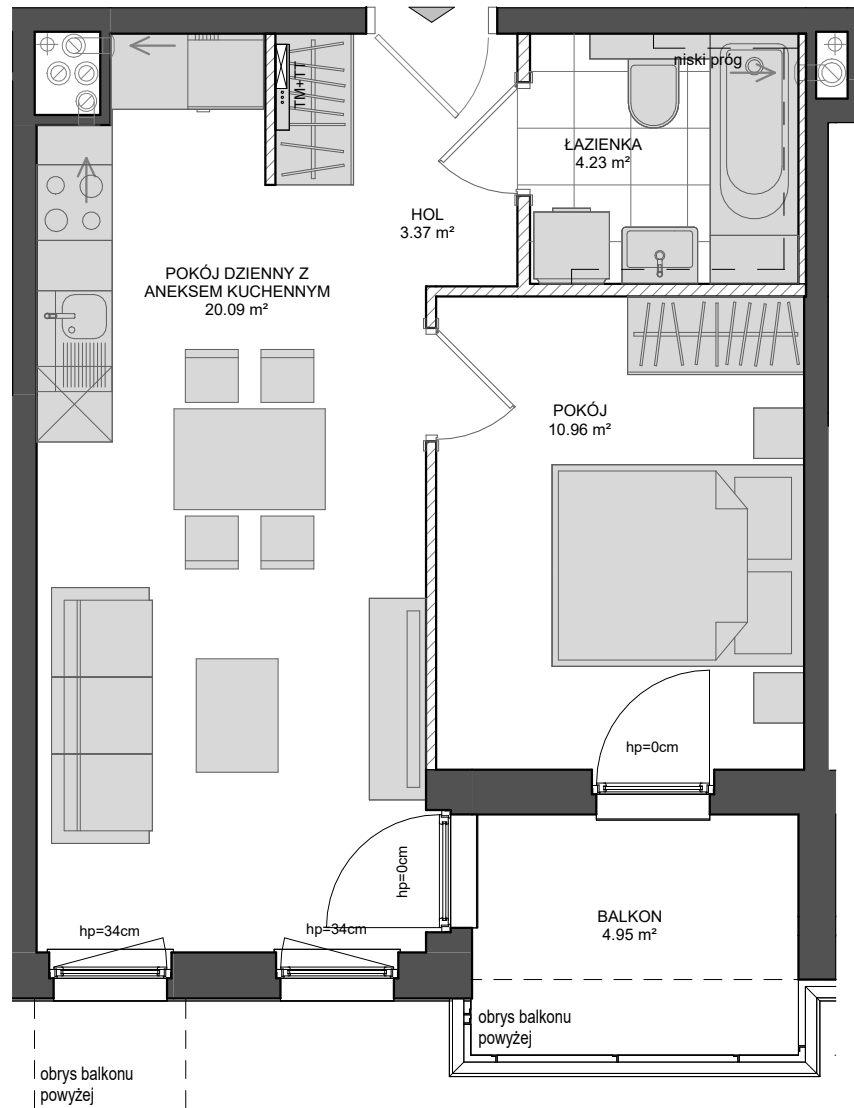 niski próg
TM+TT
ŁAZIENKA
4.23 m²
HOL
3.37 m²
POKÓJ DZIENNY Z
ANEKSEM KUCHENNYM
20.09 m²
POKÓJ
10.96 m²
hp=0cm
hp=0cm
BALKON
4.95 m²
hp=34cm
hp=34cm
obrys balkonu
powyżej
obrys balkonu
powyżej